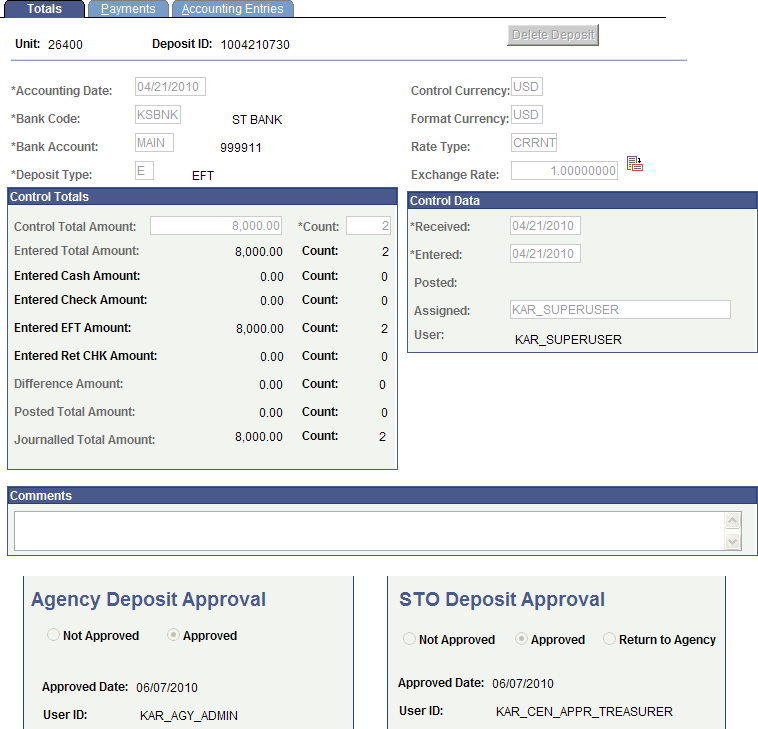 Totals Payments Accounting Entries
Unit: 26400 Deposit ID: 1004210730 Delete Deposit
*Accounting Date: 04/21/2010 Control Currency: USD
*Bank Code: KSBNK ST BANK Format Currency: USD
*Bank Account: MAIN 999911 Rate Type: CRRNT
*Deposit Type: E EFT Exchange Rate: 1.00000000
Control Totals
Control Total Amount: 8,000.00 *Count: 2
Entered Total Amount: 8,000.00 Count: 2
Entered Cash Amount: 0.00 Count: 0
Entered Check Amount: 0.00 Count: 0
Entered EFT Amount: 8,000.00 Count: 2
Entered Ret CHK Amount: 0.00 Count: 0
Difference Amount: 0.00 Count: 0
Posted Total Amount: 0.00 Count: 0
Journalled Total Amount: 8,000.00 Count: 2
Control Data
*Received: 04/21/2010
*Entered: 04/21/2010
Posted:
Assigned: KAR_SUPERUSER
User: KAR_SUPERUSER
Comments
Agency Deposit Approval
Not Approved Approved
Approved Date: 06/07/2010
User ID: KAR_AGY_ADMIN
STO Deposit Approval
Not Approved Approved Return to Agency
Approved Date: 06/07/2010
User ID: KAR_CEN_APPR_TREASURER